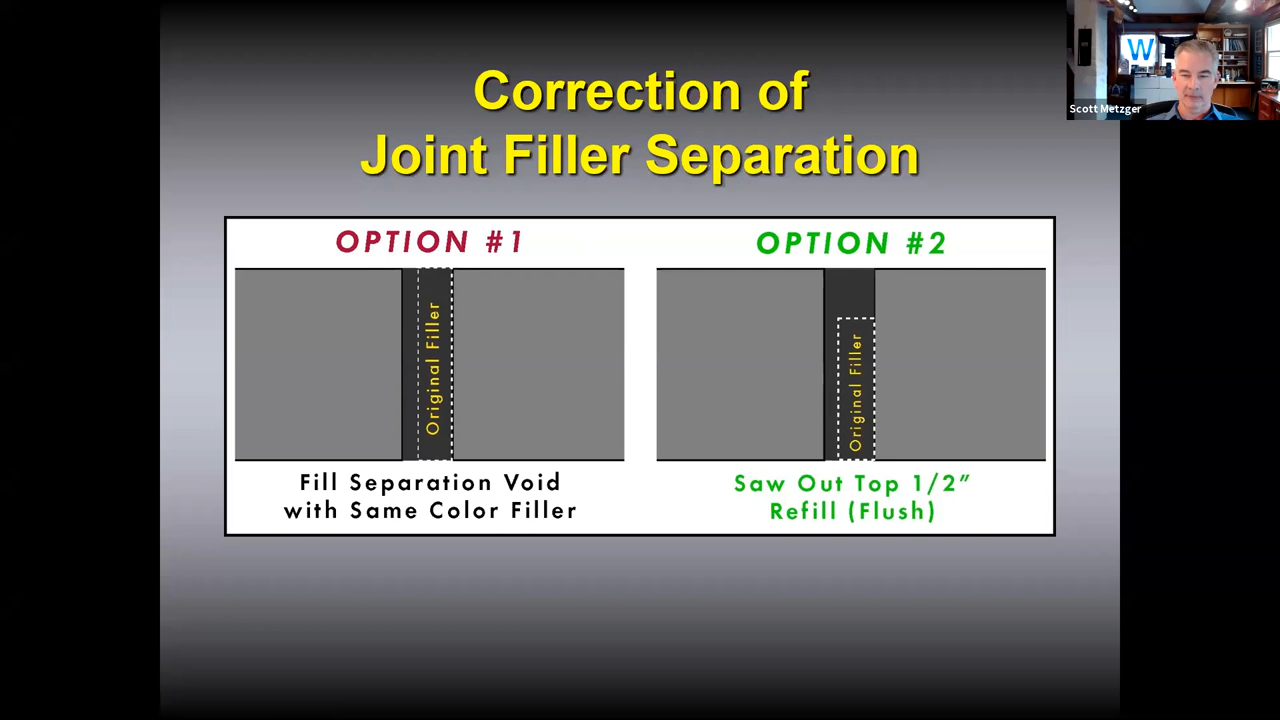 Correction of
Joint Filler Separation
W
Scott Metzger
OPTION #1
Original Filler
Fill Separation Void
with Same Color Filler
OPTION #2
Original Filler
Saw Out Top 1/2”
Refill (Flush)